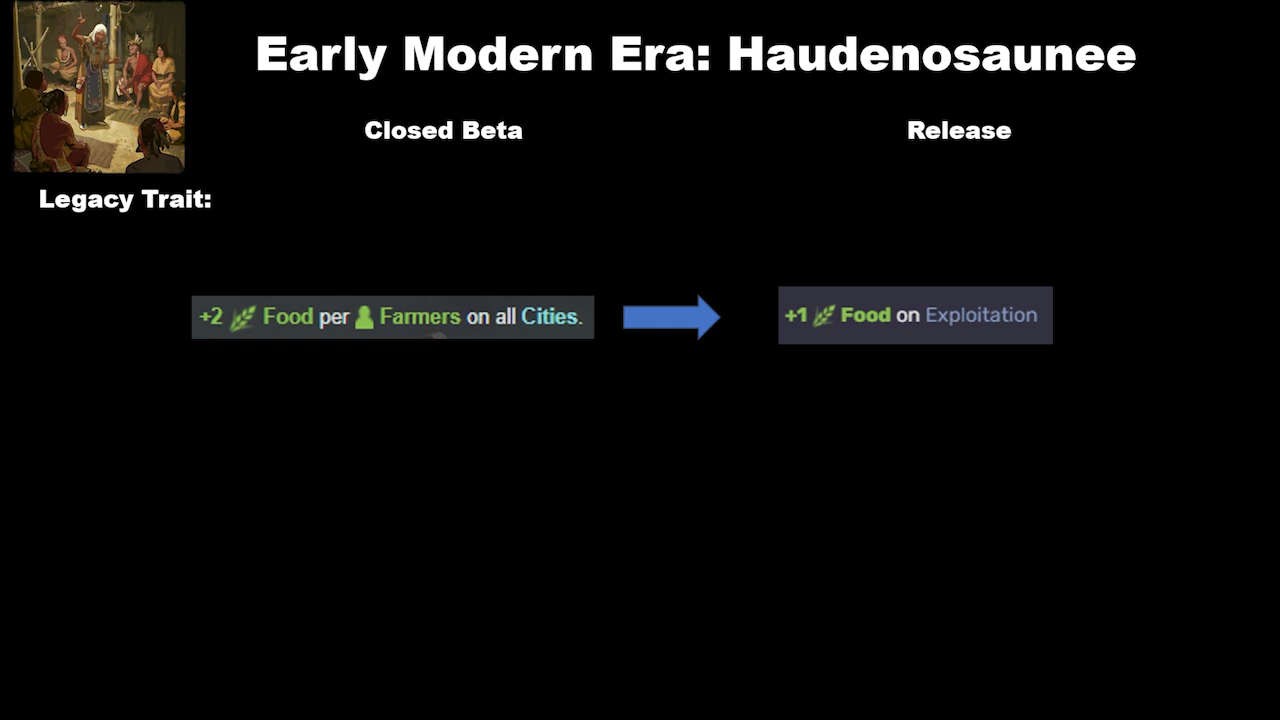 Early Modern Era: Haudenosaunee
Closed Beta
Release
Legacy Trait:
+2 Food per Farmers on all Cities.
+1 Food on Exploitation